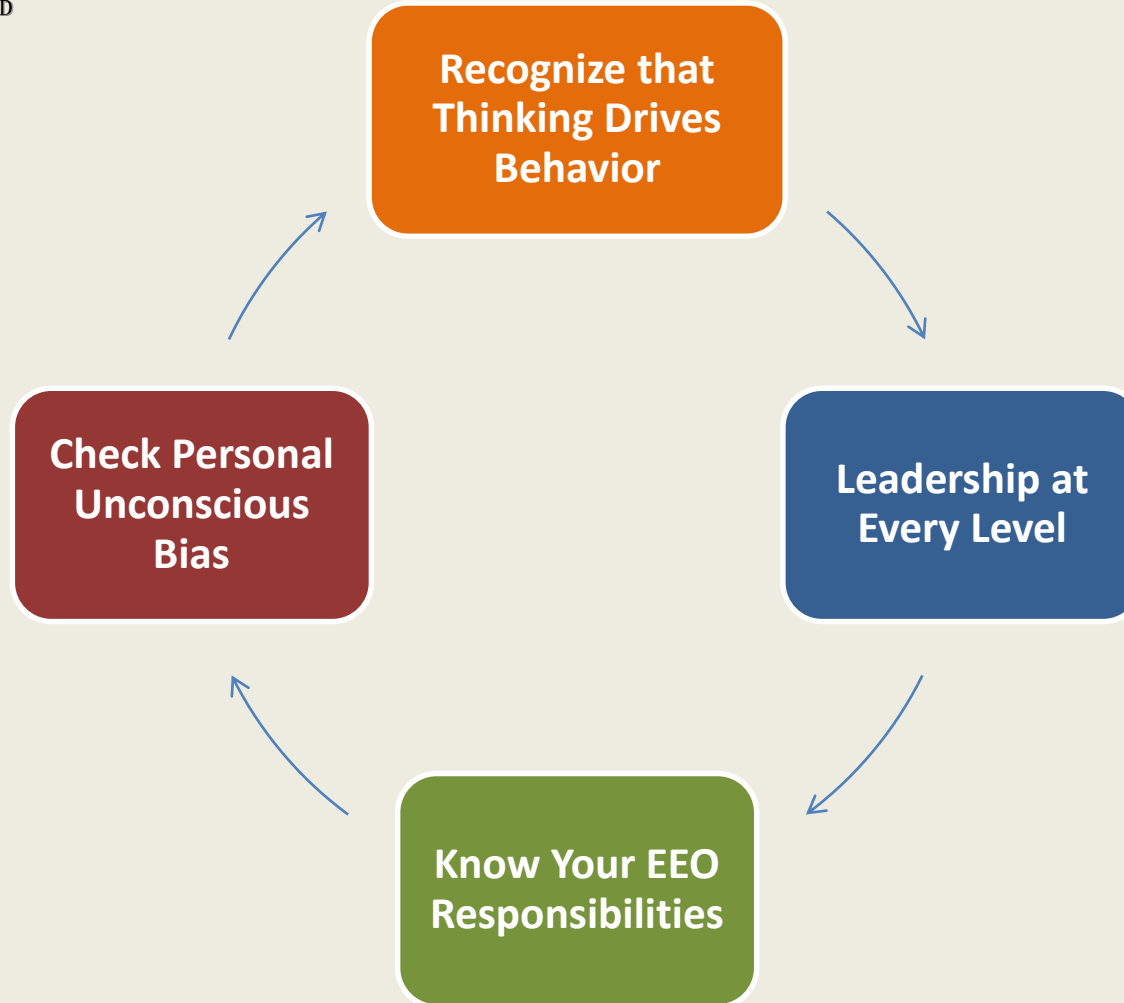 D
Recognize that
Thinking Drives
Behavior
Leadership at
Every Level
Know Your EEO
Responsibilities
Check Personal
Unconscious
Bias